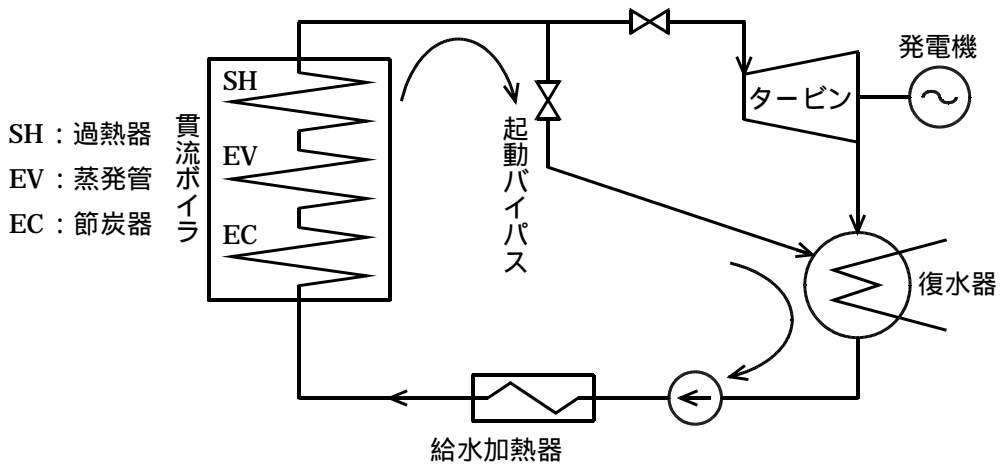 SH
EV
EC
SH：過熱器
EV：蒸発管
EC：節炭器
貫流ボイラ
起動バイパス
タービン
発電機
復水器
給水加熱器